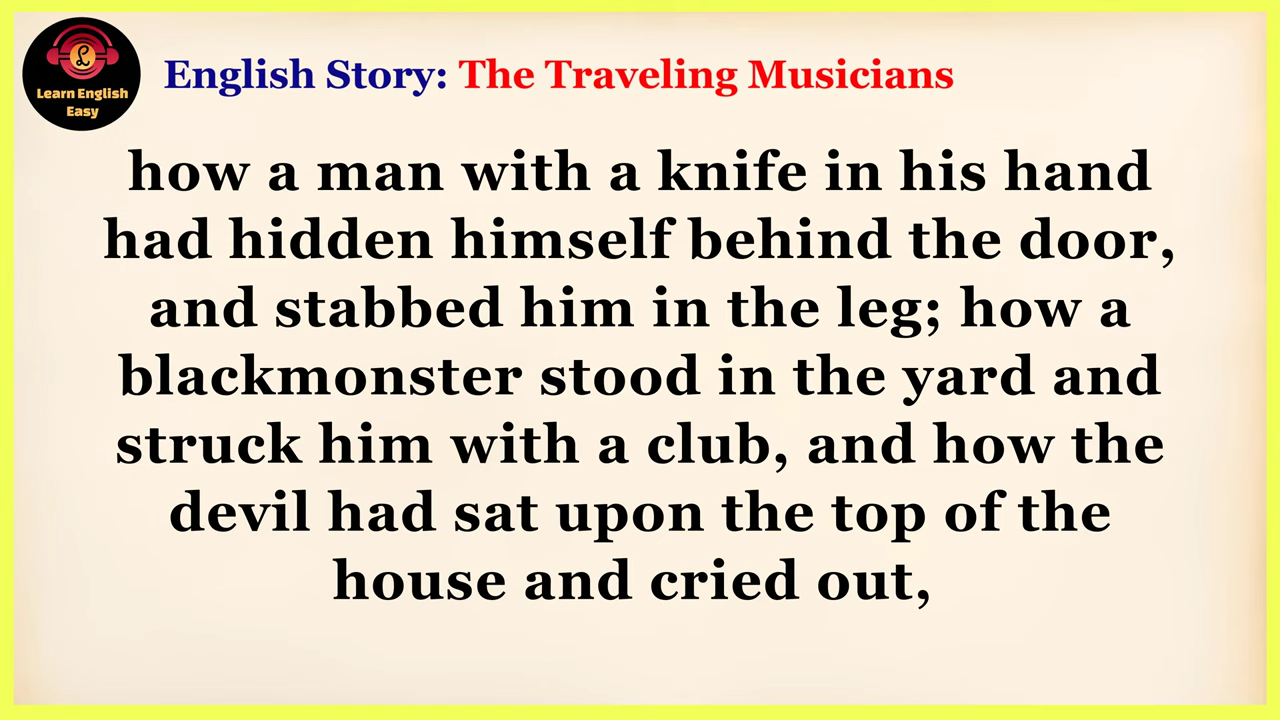 Learn English
Easy
English Story: The Traveling Musicians
how a man with a knife in his hand
had hidden himself behind the door,
and stabbed him in the leg; how a
blackmonster stood in the yard and
struck him with a club, and how the
devil had sat upon the top of the
house and cried out,